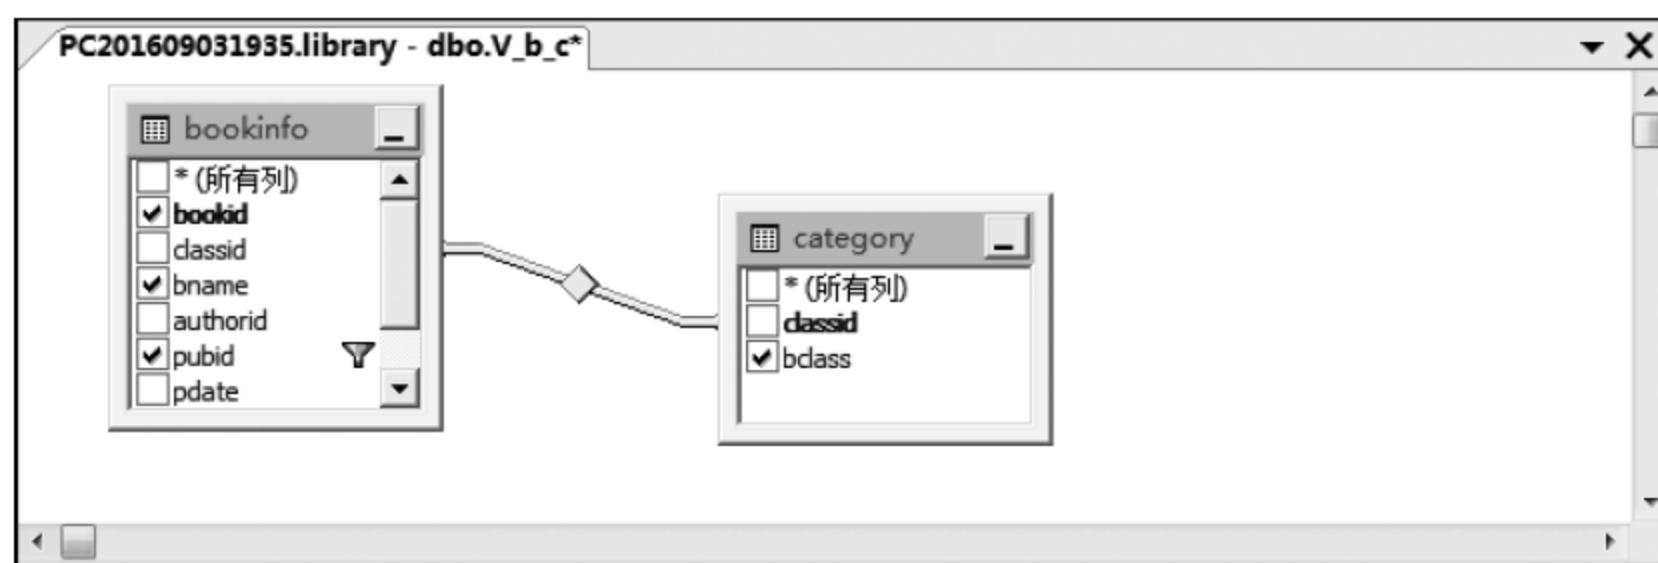 PC201609031935.library - dbo.V_b_c*
bookinfo
* (所有列)
bookid
classid
bname
authorid
pubid
pdate
category
* (所有列)
classid
bclass